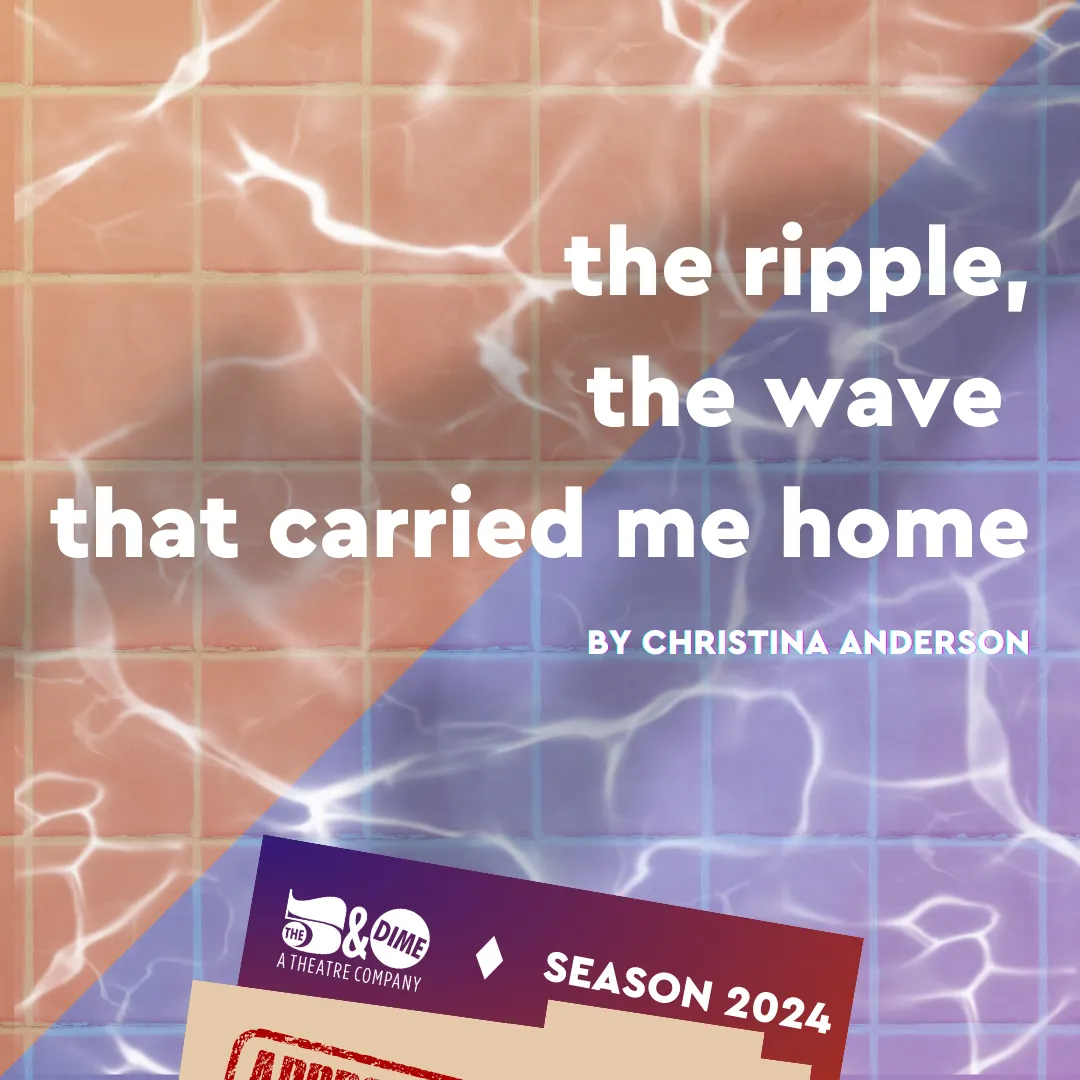 the ripple,
the wave
that carried me home
BY CHRISTINA ANDERSON
THE 5 & DIME
A THEATRE COMPANY
SEASON 2024